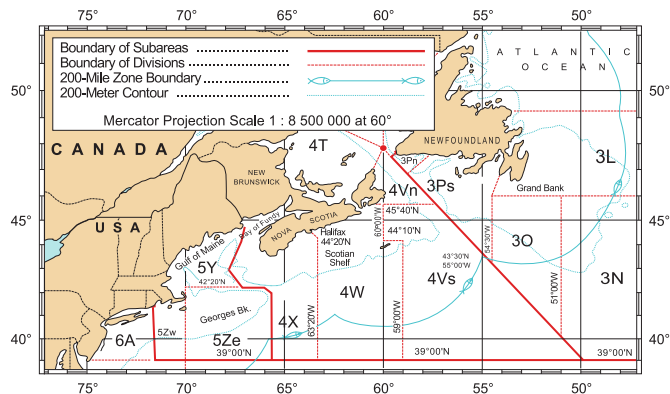 75° 70° 65° 60° 55° 50°
Boundary of Subareas
Boundary of Divisions
200-Mile Zone Boundary
200-Meter Contour
Mercator Projection Scale 1 : 8 500 000 at 60°
ATLANTIC
OCEAN
50° 50°
CANADA
4T
NEWFOUNDLAND
3Pn
3L
NEW
BRUNSWICK
4Vn
3Ps
Grand Bank
45° 45°
USA
Bay of Fundy
NOVA SCOTIA
60°00'W
45°40'N
44°10'N
Halifax
44°20'N
Scotian
Shelf
Gulf of Maine
5Y
42°20'N
43°30'N
55°00'W
54°30'W
3O
51°00'W
3N
4Vs
4W
Georges Bk.
4X
63°20'W
59°00'W
40° 40°
6A
5Zw
5Ze
39°00'N
39°00'N
39°00'N
75° 70° 65° 60° 55° 50°